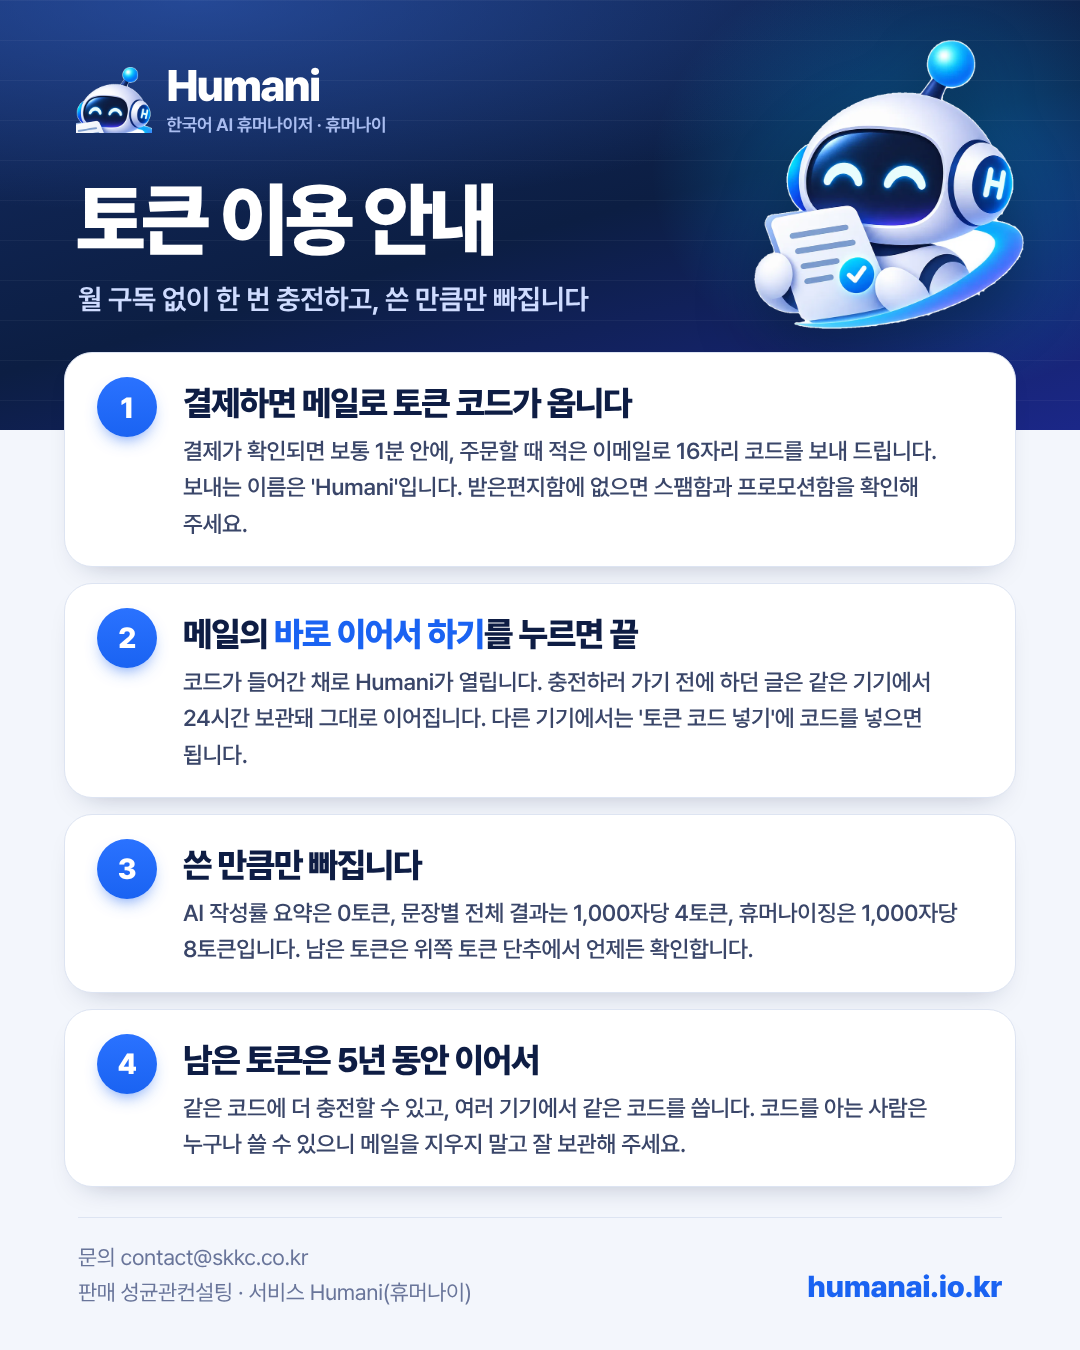 Humani
한국어 AI 휴머나이저 · 휴머나이
토큰 이용 안내
월 구독 없이 한 번 충전하고, 쓴 만큼만 빠집니다
H
1
결제하면 메일로 토큰 코드가 옵니다
결제가 확인되면 보통 1분 안에, 주문할 때 적은 이메일로 16자리 코드를 보내 드립니다.
보내는 이름은 'Humani'입니다. 받은편지함에 없으면 스팸함과 프로모션함을 확인해
주세요.
2
메일의 바로 이어서 하기를 누르면 끝
코드가 들어간 채로 Humani가 열립니다. 충전하러 가기 전에 하던 글은 같은 기기에서
24시간 보관돼 그대로 이어집니다. 다른 기기에서는 '토큰 코드 넣기'에 코드를 넣으면
됩니다.
3
쓴 만큼만 빠집니다
AI 작성률 요약은 0토큰, 문장별 전체 결과는 1,000자당 4토큰, 휴머나이징은 1,000자당
8토큰입니다. 남은 토큰은 위쪽 토큰 단추에서 언제든 확인합니다.
4
남은 토큰은 5년 동안 이어서
같은 코드에 더 충전할 수 있고, 여러 기기에서 같은 코드를 씁니다. 코드를 아는 사람은
누구나 쓸 수 있으니 메일을 지우지 말고 잘 보관해 주세요.
문의 contact@skkc.co.kr
판매 성균관컨설팅 · 서비스 Humani(휴머나이)
humanai.io.kr